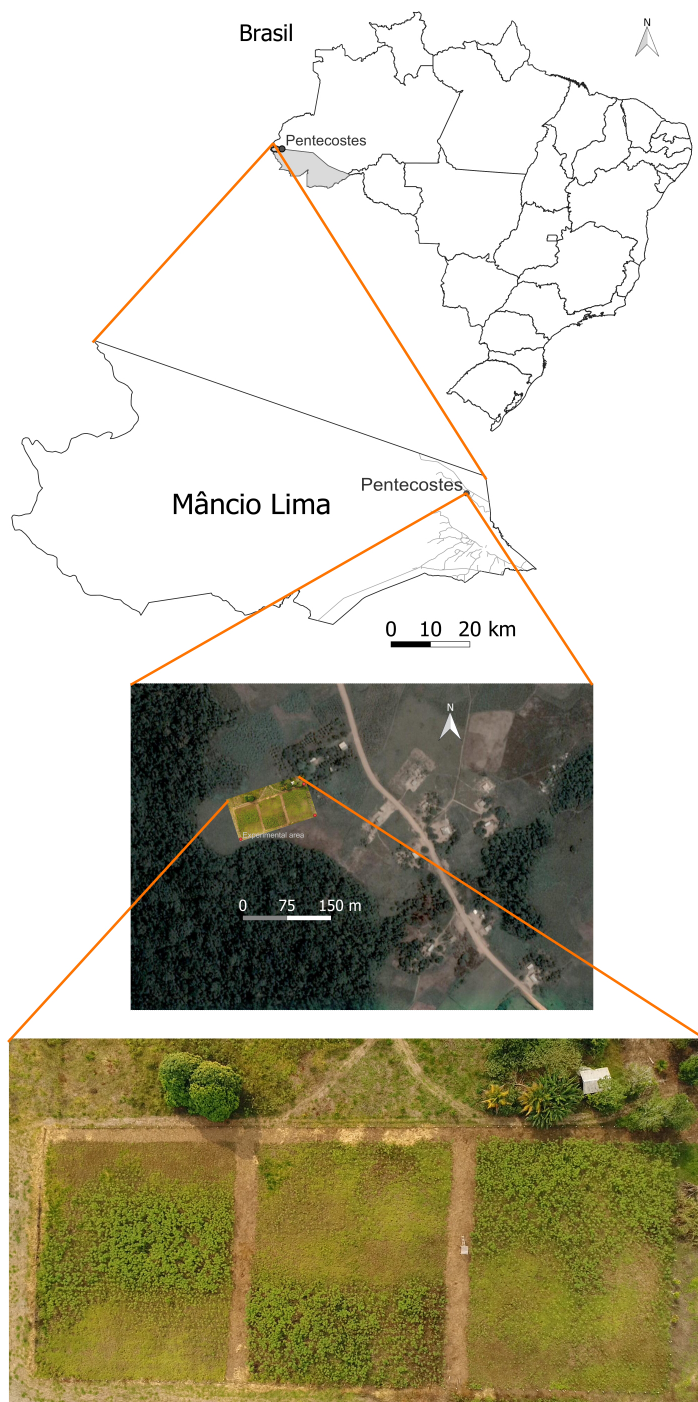 Brasil
N
Pentecostes
Pentecostes
Mâncio Lima
0 10 20 km
N
Experimental area
0 75 150 m